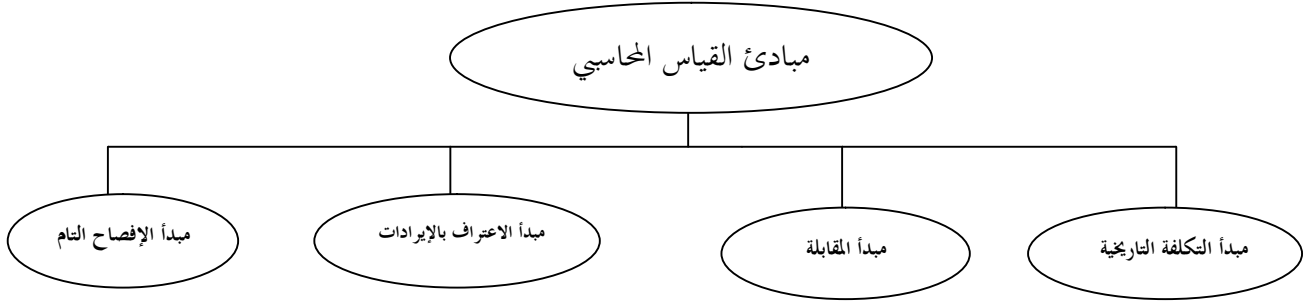 مبادئ القياس المحاسبي
مبدأ التكلفة التاريخية
مبدأ المقابلة
مبدأ الاعتراف بالإيرادات
مبدأ الإفصاح التام